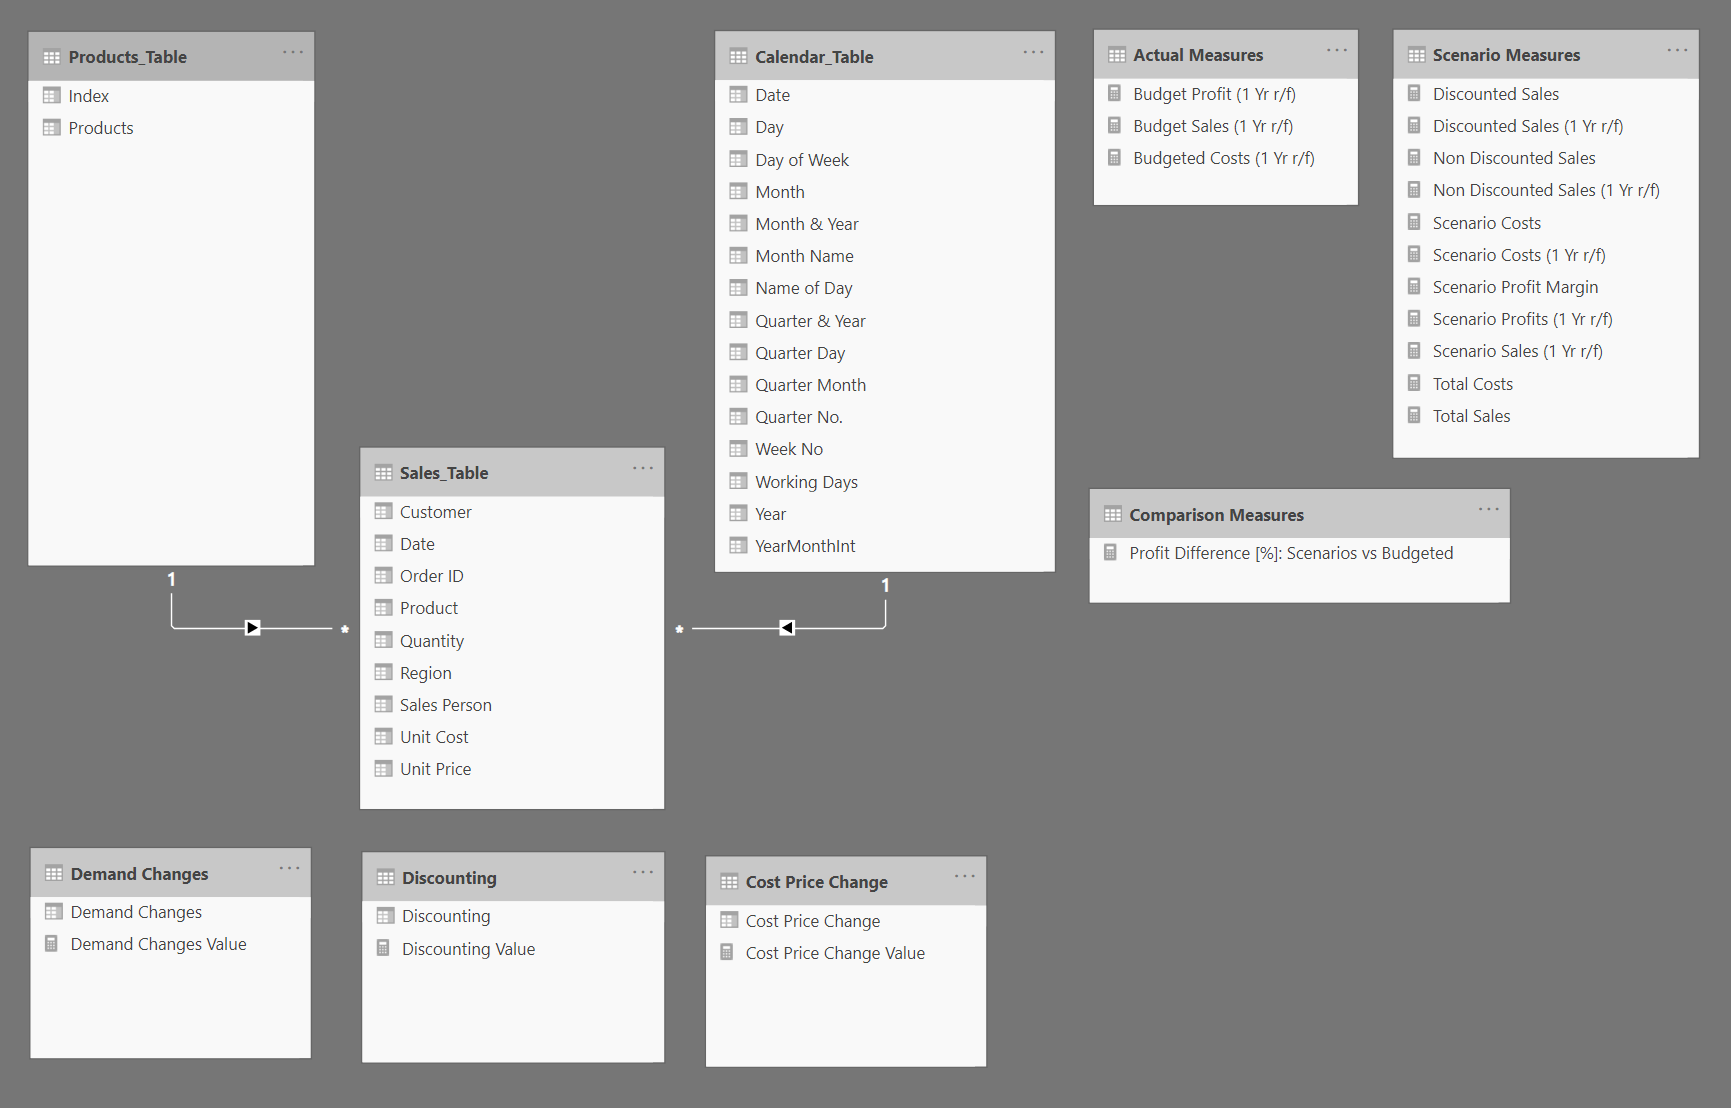 Products_Table
Index
Products
Calendar_Table
Date
Day
Day of Week
Month
Month & Year
Month Name
Name of Day
Quarter & Year
Quarter Day
Quarter Month
Quarter No.
Week No
Working Days
Year
YearMonthInt
Actual Measures
Budget Profit (1 Yr r/f)
Budget Sales (1 Yr r/f)
Budgeted Costs (1 Yr r/f)
Scenario Measures
Discounted Sales
Discounted Sales (1 Yr r/f)
Non Discounted Sales
Non Discounted Sales (1 Yr r/f)
Scenario Costs
Scenario Costs (1 Yr r/f)
Scenario Profit Margin
Scenario Profits (1 Yr r/f)
Scenario Sales (1 Yr r/f)
Total Costs
Total Sales
Sales_Table
Customer
Date
Order ID
Product
Quantity
Region
Sales Person
Unit Cost
Unit Price
Comparison Measures
Profit Difference [%]: Scenarios vs Budgeted
1
*
*
1
Demand Changes
Demand Changes
Demand Changes Value
Discounting
Discounting
Discounting Value
Cost Price Change
Cost Price Change
Cost Price Change Value